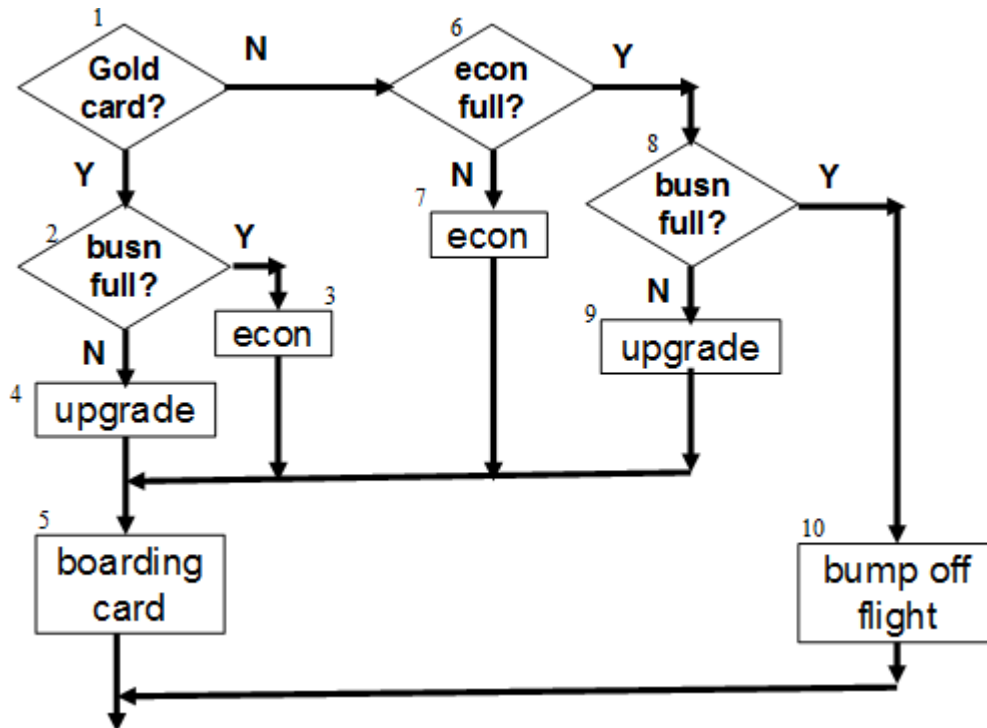 1
Gold
card?
N
6
econ
full?
Y
Y
N
8
busn
full?
Y
2
busn
full?
Y
7
econ
3
econ
N
N
9
upgrade
4
upgrade
5
boarding
card
10
bump off
flight